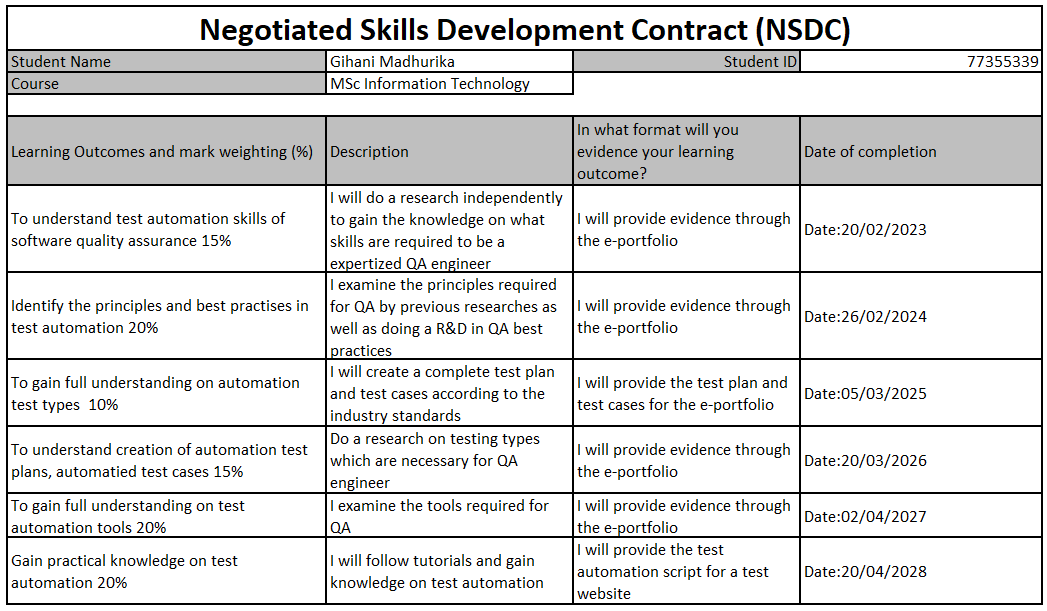 Negotiated Skills Development Contract (NSDC)
Student Name
Gihani Madhurika
Student ID
77355339
Course
MSc Information Technology
Learning Outcomes and mark weighting (%)
Description
In what format will you
evidence your learning
outcome?
Date of completion
To understand test automation skills of
software quality assurance 15%
I will do a research independently
to gain the knowledge on what
skills are required to be a
expertized QA engineer
I will provide evidence through
the e-portfolio
Date:20/02/2023
Identify the principles and best practises in
test automation 20%
I examine the principles required
for QA by previous researches as
well as doing a R&D in QA best
practices
I will provide evidence through
the e-portfolio
Date:26/02/2024
To gain full understanding on automation
test types  10%
I will create a complete test plan
and test cases according to the
industry standards
I will provide the test plan and
test cases for the e-portfolio
Date:05/03/2025
To understand creation of automation test
plans, automatied test cases 15%
Do a research on testing types
which are necessary for QA
engineer
I will provide evidence through
the e-portfolio
Date:20/03/2026
To gain full understanding on test
automation tools 20%
I examine the tools required for
QA
I will provide evidence through
the e-portfolio
Date:02/04/2027
Gain practical knowledge on test
automation 20%
I will follow tutorials and gain
knowledge on test automation
I will provide the test
automation script for a test
website
Date:20/04/2028